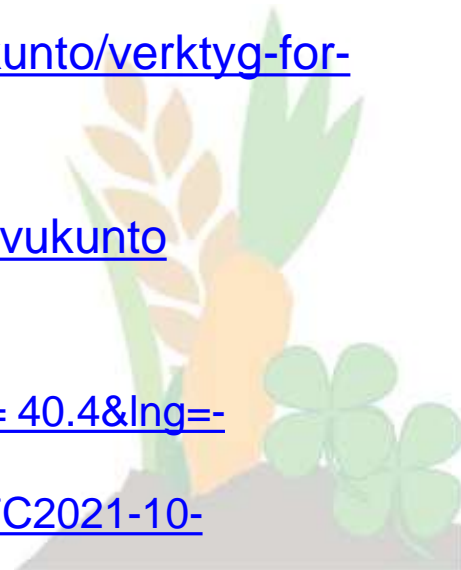 unto/verktyg-for-
vukunto
= 40.4&lng=-
C2021-10-